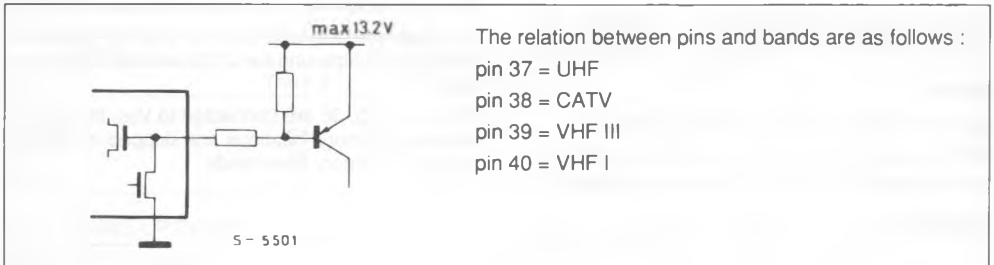 max 13.2 V
S - 5501
The relation between pins and bands are as follows :
pin 37 = UHF
pin 38 = CATV
pin 39 = VHF III
pin 40 = VHF I